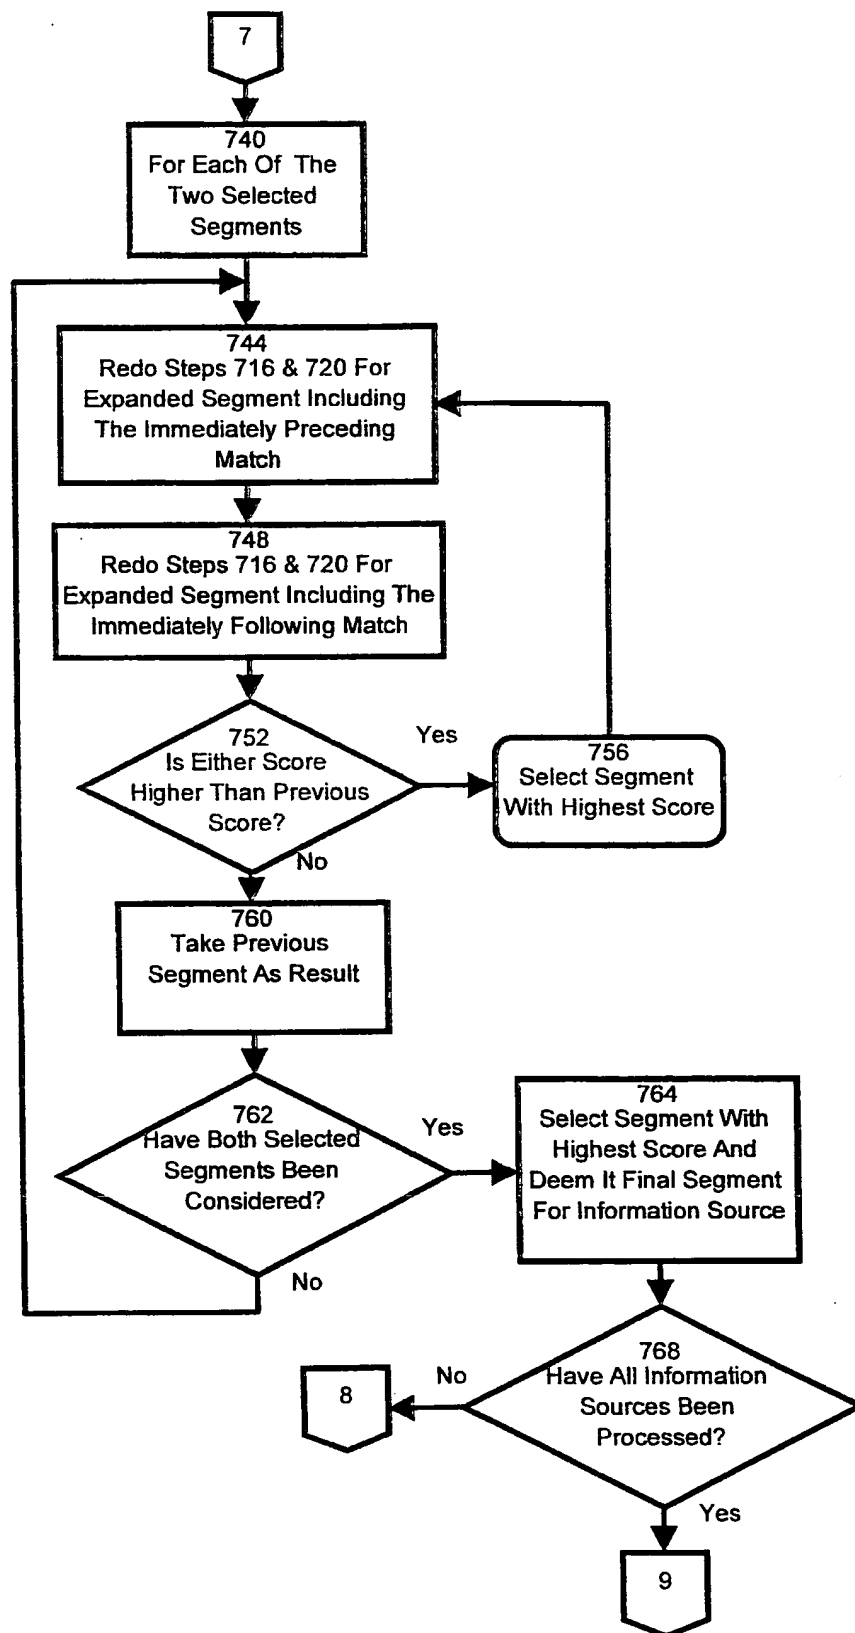 7
740
For Each Of The
Two Selected
Segments
744
Redo Steps 716 & 720 For
Expanded Segment Including
The Immediately Preceding
Match
748
Redo Steps 716 & 720 For
Expanded Segment Including The
Immediately Following Match
752
Is Either Score
Higher Than Previous
Score?
Yes
756
Select Segment
With Highest Score
No
760
Take Previous
Segment As Result
762
Have Both Selected
Segments Been
Considered?
Yes
764
Select Segment With
Highest Score And
Deem It Final Segment
For Information Source
No
768
Have All Information
Sources Been
Processed?
No
8
Yes
9